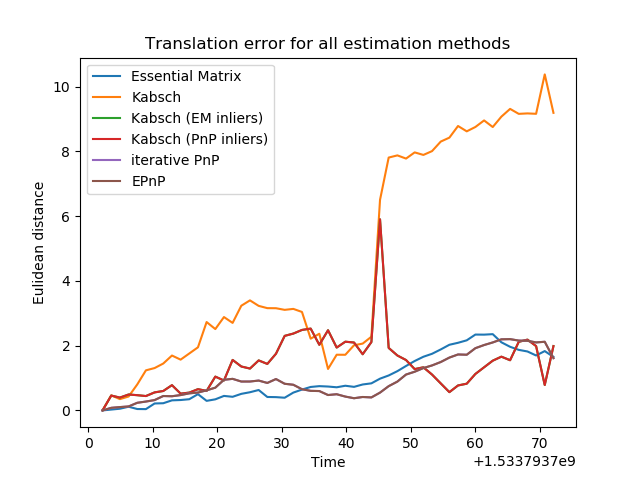 Translation error for all estimation methods
Essential Matrix
Kabsch
Kabsch (EM inliers)
Kabsch (PnP inliers)
iterative PnP
EPnP
Eulidean distance
10
8
6
4
2
0
0 10 20 30 40 50 60 70
Time
+1.5337937e9